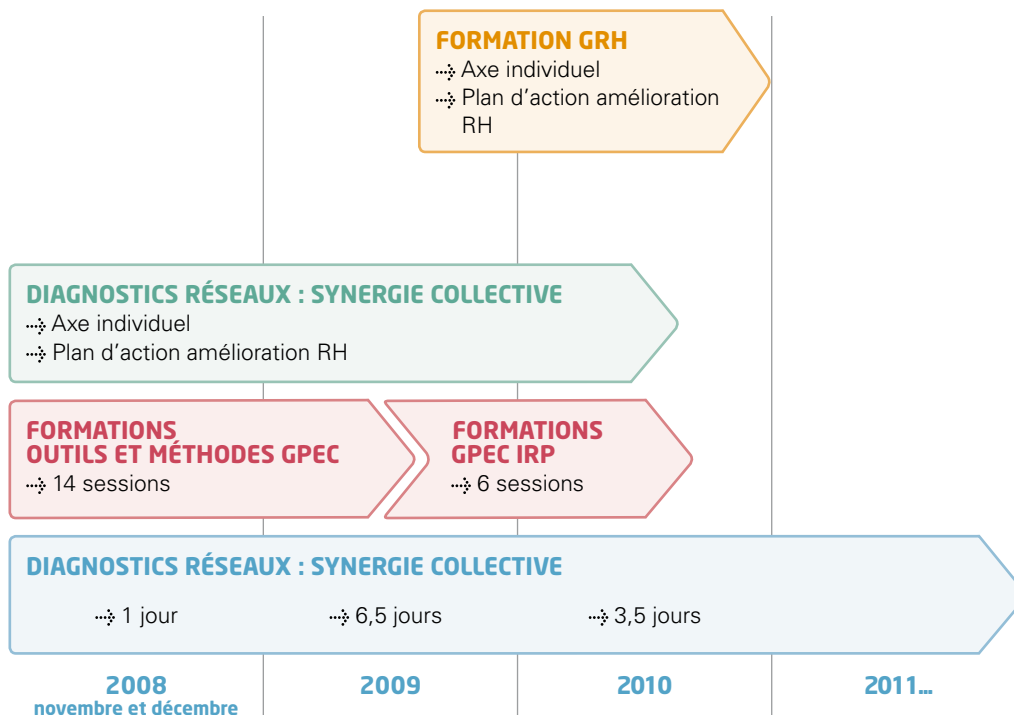 FORMATION GRH
Axe individuel
Plan d’action amélioration
RH
DIAGNOSTICS RÉSEAUX : SYNERGIE COLLECTIVE
Axe individuel
Plan d’action amélioration RH
FORMATIONS
OUTILS ET MÉTHODES GPEC
14 sessions
FORMATIONS
GPEC IRP
6 sessions
DIAGNOSTICS RÉSEAUX : SYNERGIE COLLECTIVE
1 jour
6,5 jours
3,5 jours
2008
novembre et décembre
2009
2010
2011...